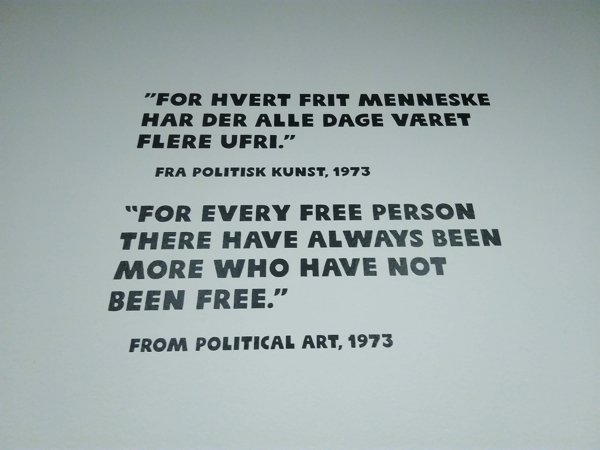 ”FOR HVERT FRIT MENNESKE
HAR DER ALLE DAGE VÆRET
FLERE UFRI.”
FRA POLITISK KUNST, 1973
“FOR EVERY FREE PERSON
THERE HAVE ALWAYS BEEN
MORE WHO HAVE NOT
BEEN FREE.”
FROM POLITICAL ART, 1973